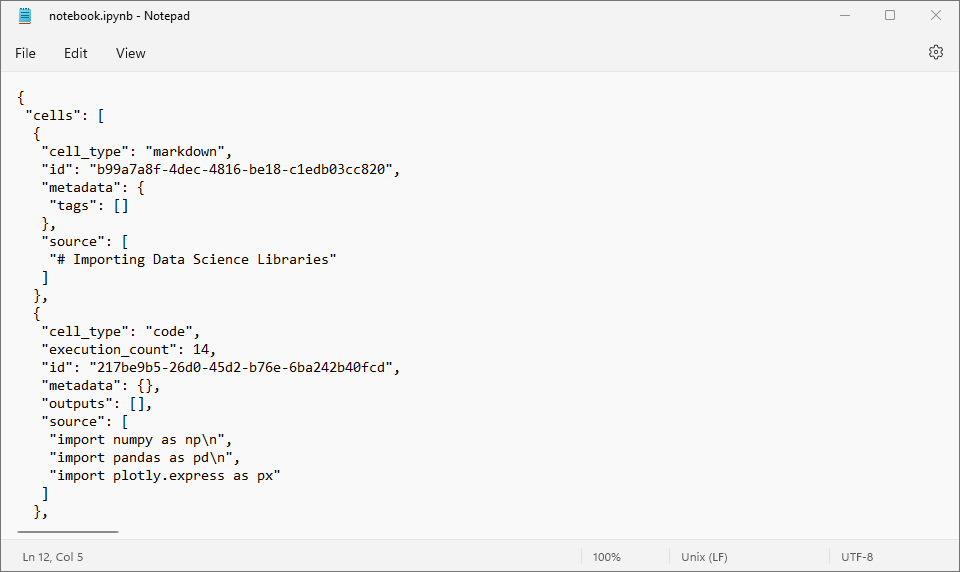 notebook.ipynb - Notepad
File Edit View
{
 "cells": [
  {
   "cell_type": "markdown",
   "id": "b99a7a8f-4dec-4816-be18-c1edb03cc820",
   "metadata": {
    "tags": []
   },
   "source": [
    "# Importing Data Science Libraries"
   ]
  },
  {
   "cell_type": "code",
   "execution_count": 14,
   "id": "217be9b5-26d0-45d2-b76e-6ba242b40fcd",
   "metadata": {},
   "outputs": [],
   "source": [
    "import numpy as np\n",
    "import pandas as pd\n",
    "import plotly.express as px"
   ]
  },
Ln 12, Col 5 100% Unix (LF) UTF-8